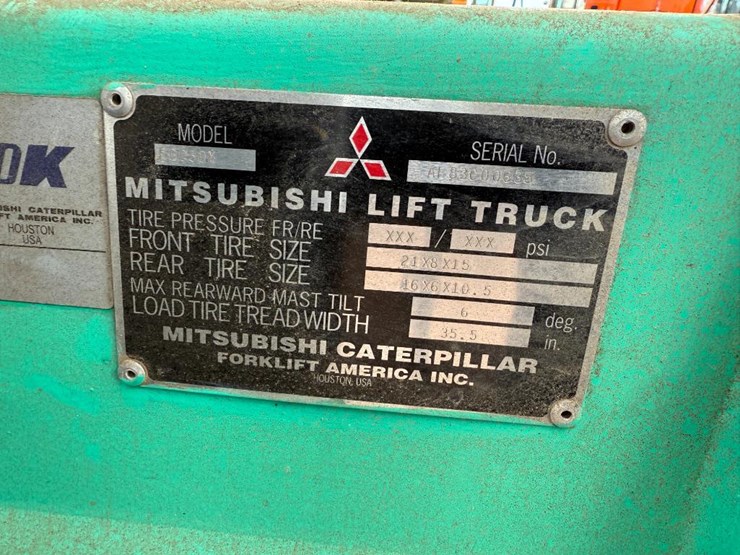 OK
SHI CATERPILLAR
FT AMERICA INC.
HOUSTON
USA
MODEL
SERIAL No.
MITSUBISHI LIFT TRUCK
TIRE PRESSURE FR/RE XXX / XXX psi
FRONT TIRE SIZE 21X8X15
REAR TIRE SIZE 16X6X10.5
MAX REARWARD MAST TILT 6 deg.
LOAD TIRE TREAD WIDTH 35.5 in.
MITSUBISHI CATERPILLAR
FORKLIFT AMERICA INC.
HOUSTON, USA